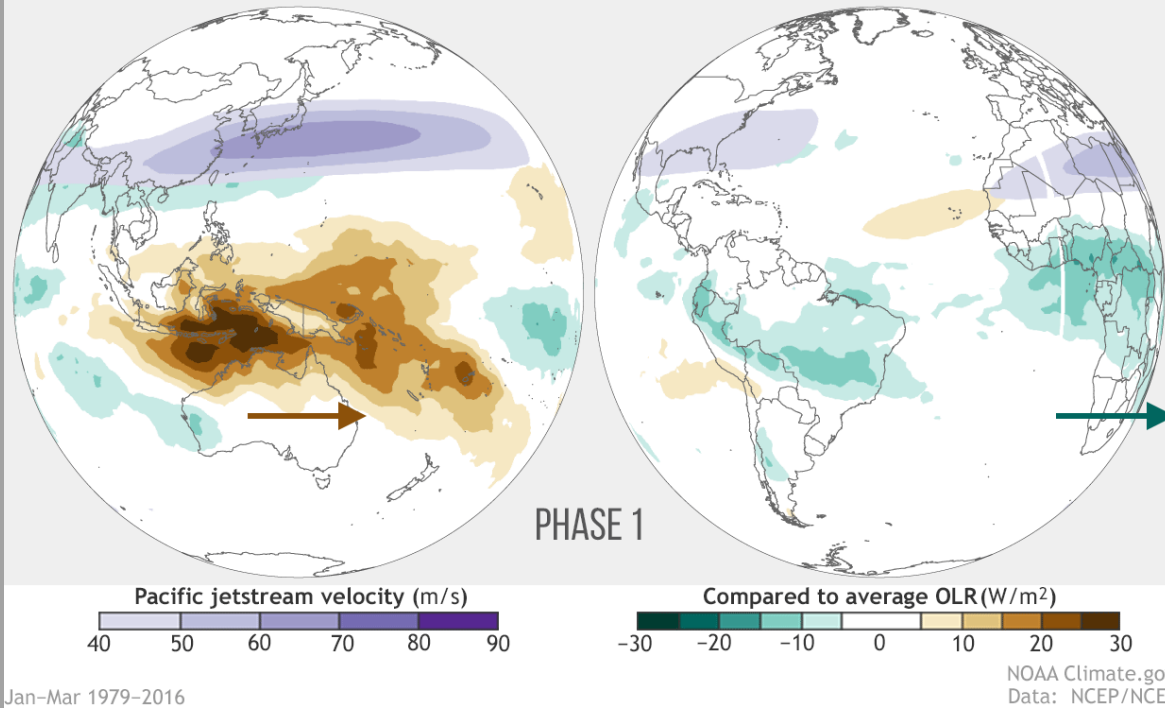 PHASE 1
Pacific jetstream velocity (m/s)
40 50 60 70 80 90
Compared to average OLR(W/m²)
−30 −20 −10 0 10 20 30
NOAA Climate.go
Jan–Mar 1979–2016
Data: NCEP/NCE